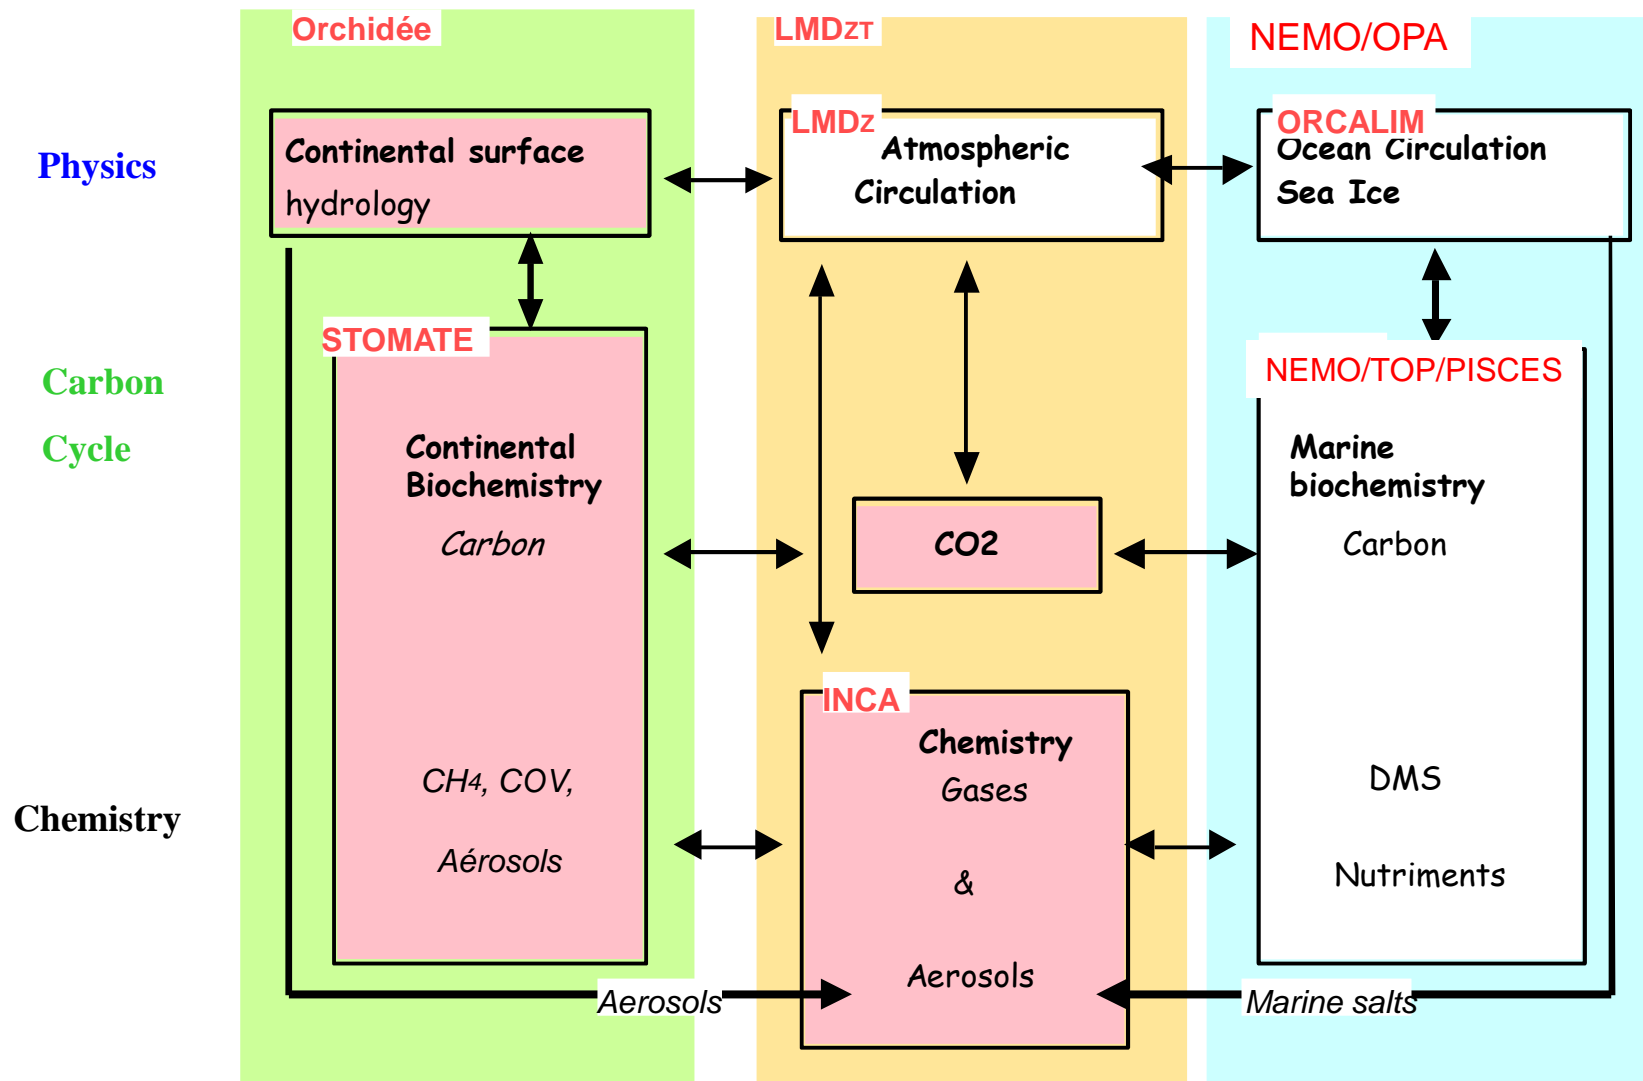 Orchidée
LMDZT
NEMO/OPA
Physics
Continental surface
hydrology
LMDZ
Atmospheric
Circulation
ORCALIM
Ocean Circulation
Sea Ice
Carbon
Cycle
STOMATE
Continental
Biochemistry
Carbon
CH4, COV,
Aérosols
CO2
NEMO/TOP/PISCES
Marine
biochemistry
Carbon
DMS
Nutriments
Chemistry
INCA
Chemistry
Gases
&
Aerosols
Aerosols
Marine salts